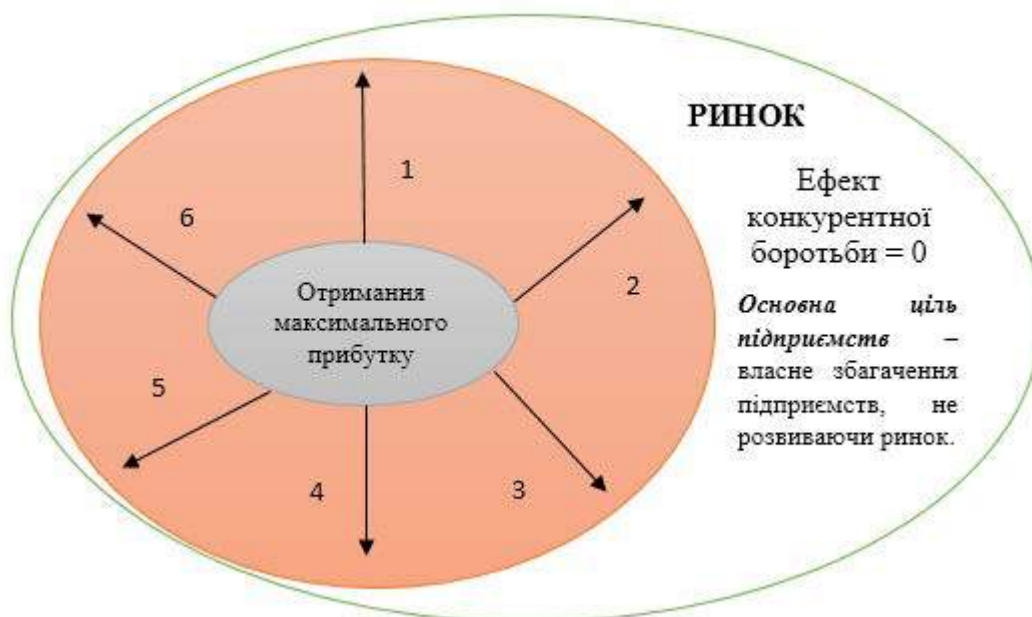 РИНОК
Ефект
конкурентної
боротьби = 0
Основна ціль
підприємств –
власне збагачення
підприємств, не
розвиваючи ринок.
1
6
2
Отримання
максимального
прибутку
5
4
3